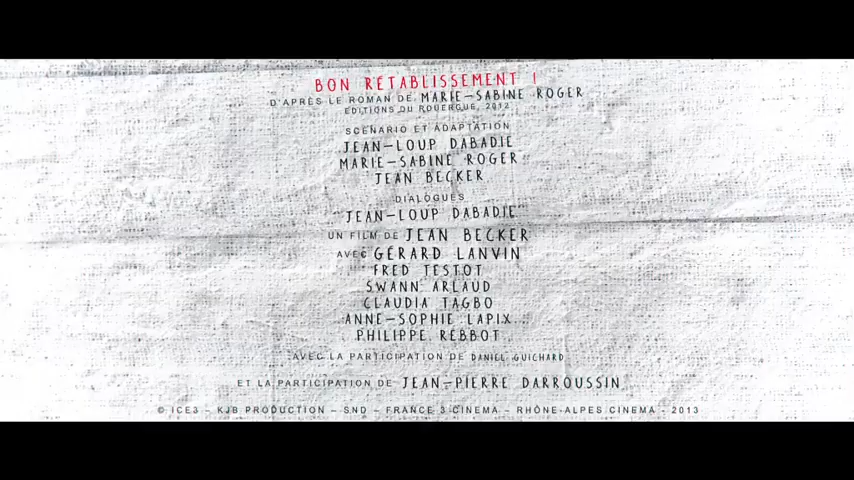 BON RÉTABLISSEMENT !
D'APRÈS LE ROMAN DE MARIE-SABINE ROGER
EDITIONS DU ROUERGUE, 2012
SCÉNARIO ET ADAPTATION
JEAN-LOUP DABADIE
MARIE-SABINE ROGER
JEAN BECKER
DIALOGUES
JEAN-LOUP DABADIE
UN FILM DE JEAN BECKER
AVEC GÉRARD LANVIN
FRED TESTOT
SWANN ARLAUD
CLAUDIA TAGBO
ANNE-SOPHIE LAPIX
PHILIPPE REBBOT
AVEC LA PARTICIPATION DE DANIEL GUICHARD
ET LA PARTICIPATION DE JEAN-PIERRE DARROUSSIN
© ICE3 – KJB PRODUCTION – SND – FRANCE 3 CINEMA – RHÔNE-ALPES CINEMA - 2013